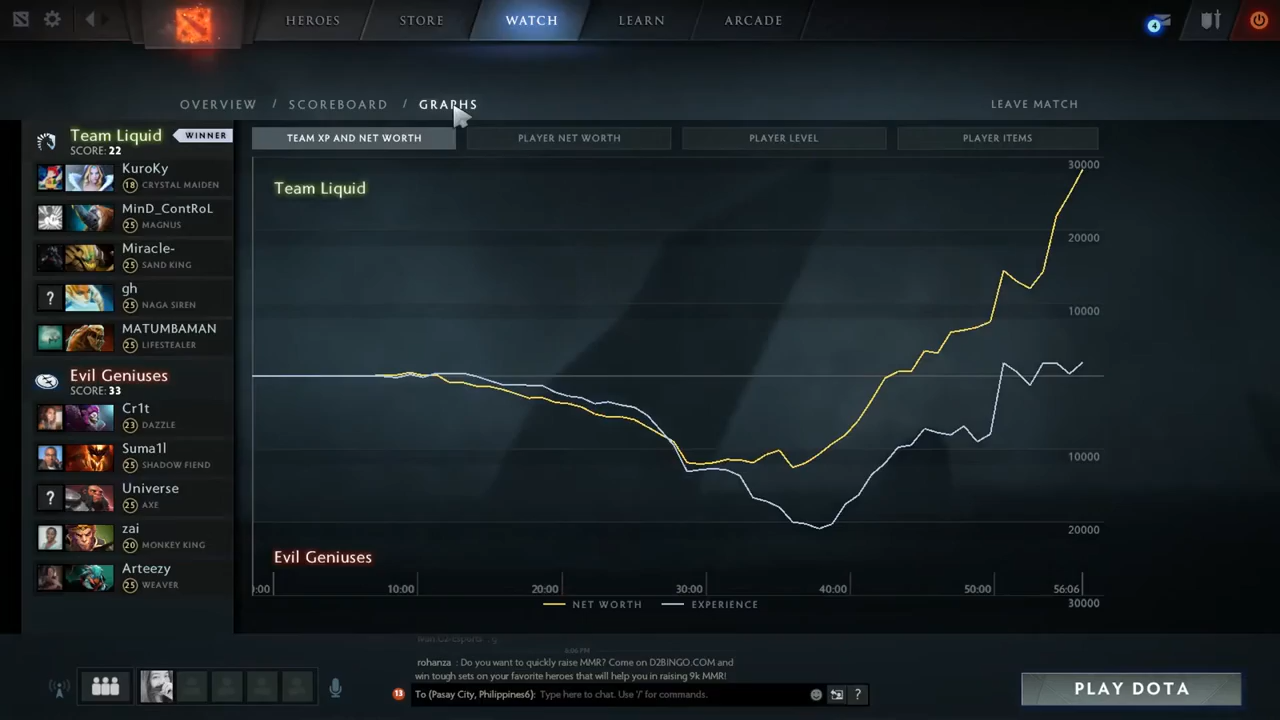 HEROES
STORE
WATCH
LEARN
ARCADE
4
OVERVIEW / SCOREBOARD / GRAPHS
LEAVE MATCH
Team Liquid WINNER
SCORE: 22
KuroKy
18 CRYSTAL MAIDEN
MinD_ContRoL
25 MAGNUS
Miracle-
25 SAND KING
?
gh
25 NAGA SIREN
MATUMBAMAN
25 LIFESTEALER
Evil Geniuses
SCORE: 33
Cr1t
23 DAZZLE
Suma1l
25 SHADOW FIEND
?
Universe
25 AXE
zai
20 MONKEY KING
Arteezy
25 WEAVER
TEAM XP AND NET WORTH
PLAYER NET WORTH
PLAYER LEVEL
PLAYER ITEMS
Team Liquid
30000
20000
10000
10000
20000
30000
Evil Geniuses
:00 10:00 20:00 30:00 40:00 50:00 56:06
NET WORTH EXPERIENCE
6:06 PM
rohanza : Do you want to quickly raise MMR? Come on D2BINGO.COM and
win tough sets on your favorite heroes that will help you in raising 9k MMR!
13 To (Pasay City, Philippines6): Type here to chat. Use '/' for commands. ?
PLAY DOTA